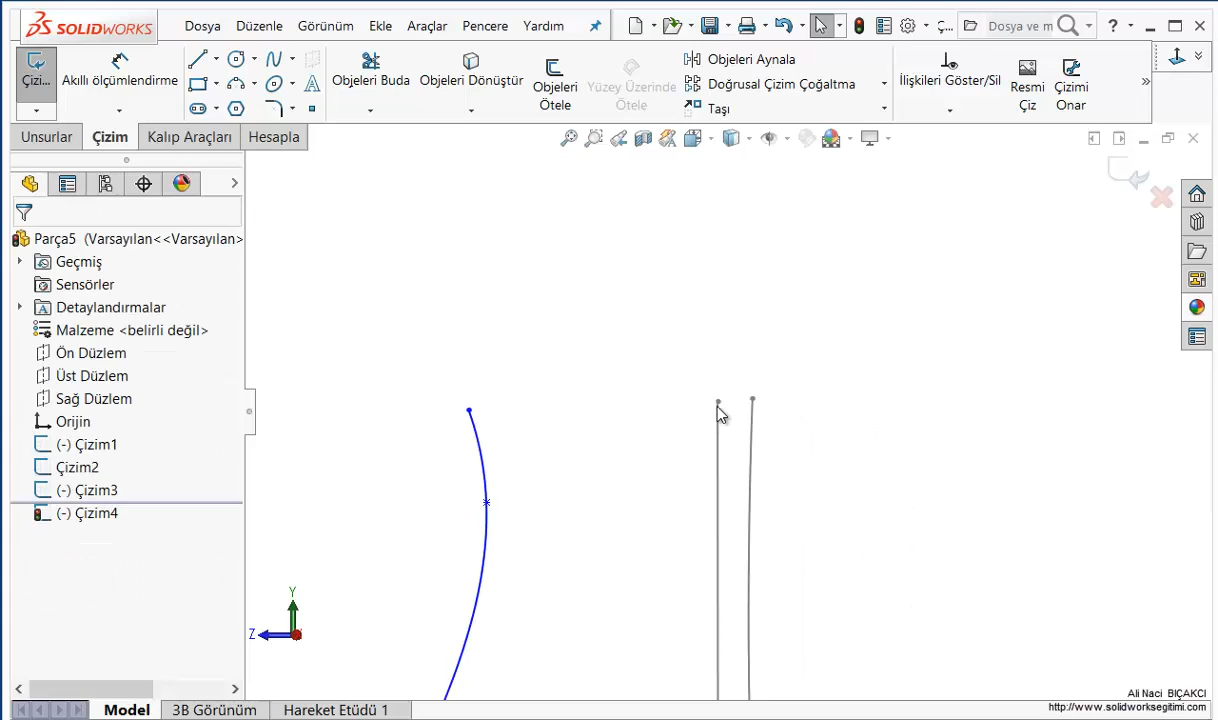 SOLIDWORKS
Dosya Düzenle Görünüm Ekle Araçlar Pencere Yardım Ç... Dosya ve m
Çizi... Akıllı ölçümlendirme Objeleri Buda Objeleri Dönüştür Objeleri Ötele Yüzey Üzerinde Ötele Objeleri Aynala İlişkileri Göster/Sil Resmi Çiz Çizimi Onar
Doğrusal Çizim Çoğaltma
Taşı
Unsurlar Çizim Kalıp Araçları Hesapla
Parça5 (Varsayılan<<Varsayılan>
Geçmiş
Sensörler
Detaylandırmalar
Malzeme <belirli değil>
Ön Düzlem
Üst Düzlem
Sağ Düzlem
Orijin
(-) Çizim1
Çizim2
(-) Çizim3
(-) Çizim4
Y
Z
Ali Naci BIÇAKCI
http://www.solidworksegitimi.com
Model 3B Görünüm Hareket Etüdü 1